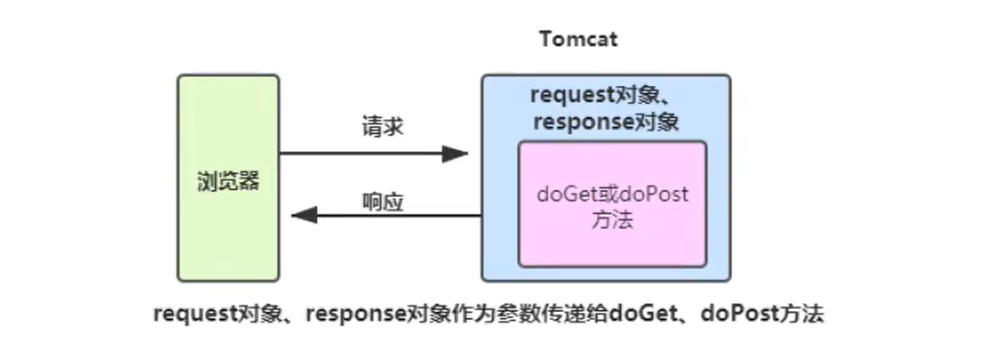 Tomcat
request对象、
response对象
请求
浏览器
响应
doGet或doPost
方法
request对象、response对象作为参数传递给doGet、doPost方法